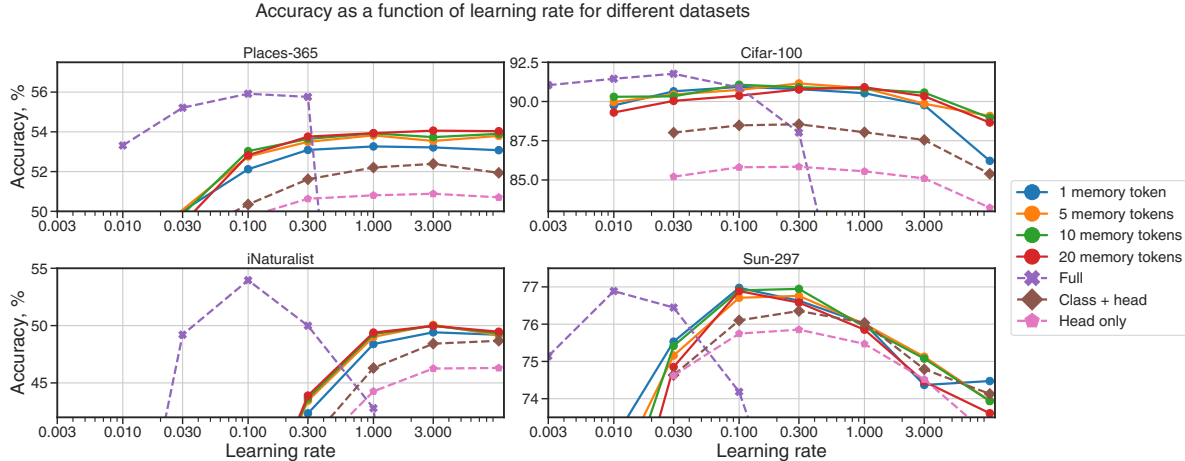 Accuracy as a function of learning rate for different datasets
Places-365
Accuracy, %
56
54
52
50
0.003 0.010 0.030 0.100 0.300 1.000 3.000
Cifar-100
92.5
90.0
87.5
85.0
0.003 0.010 0.030 0.100 0.300 1.000 3.000
iNaturalist
Accuracy, %
55
50
45
0.003 0.010 0.030 0.100 0.300 1.000 3.000
Learning rate
Sun-297
77
76
75
74
0.003 0.010 0.030 0.100 0.300 1.000 3.000
Learning rate
1 memory token
5 memory tokens
10 memory tokens
20 memory tokens
Full
Class + head
Head only